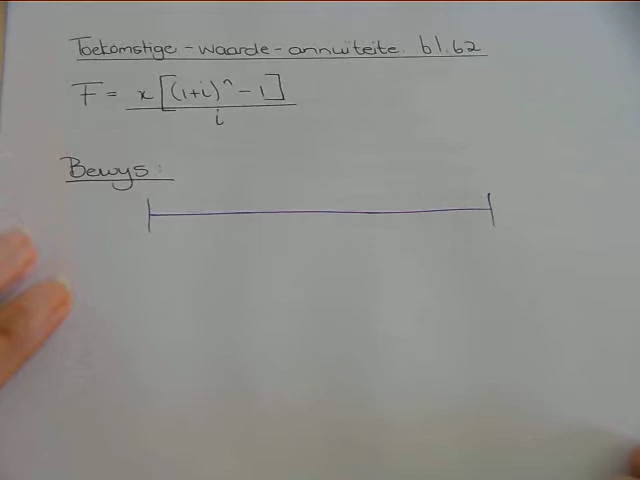 Toekomstige-waarde-annuïteite. bl.62
F = x[(1+i)ⁿ - 1]
i
Bewys: